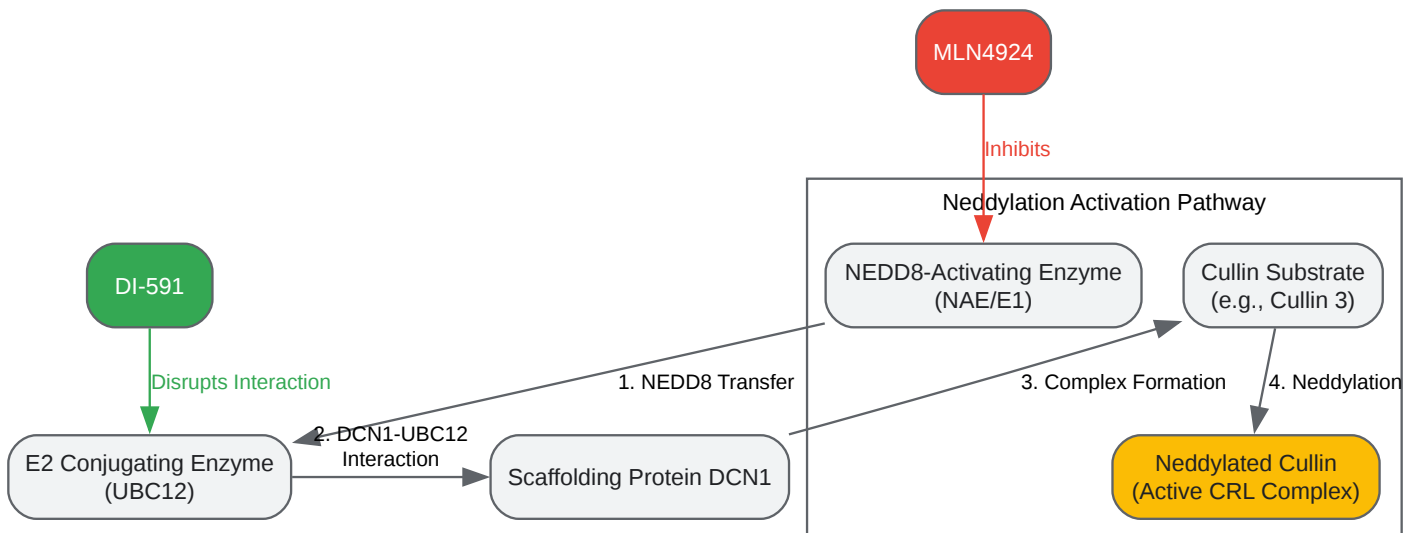 MLN4924
Inhibits
Neddylation Activation Pathway
DI-591
NEDD8-Activating Enzyme
(NAE/E1)
Cullin Substrate
(e.g., Cullin 3)
Disrupts Interaction
1. NEDD8 Transfer
3. Complex Formation
4. Neddylation
2. DCN1-UBC12
Interaction
E2 Conjugating Enzyme
(UBC12)
Scaffolding Protein DCN1
Neddylated Cullin
(Active CRL Complex)